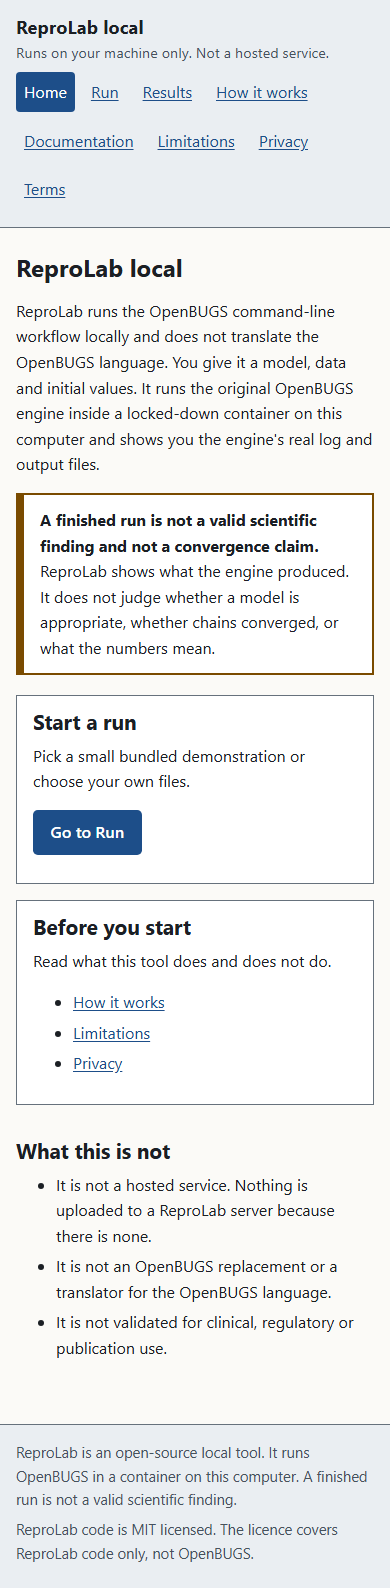 ReproLab local
Runs on your machine only. Not a hosted service.
Home Run Results How it works
Documentation Limitations Privacy
Terms
ReproLab local
ReproLab runs the OpenBUGS command-line
workflow locally and does not translate the
OpenBUGS language. You give it a model, data
and initial values. It runs the original OpenBUGS
engine inside a locked-down container on this
computer and shows you the engine's real log and
output files.
A finished run is not a valid scientific
finding and not a convergence claim.
ReproLab shows what the engine produced.
It does not judge whether a model is
appropriate, whether chains converged, or
what the numbers mean.
Start a run
Pick a small bundled demonstration or
choose your own files.
Go to Run
Before you start
Read what this tool does and does not do.
How it works
Limitations
Privacy
What this is not
It is not a hosted service. Nothing is
uploaded to a ReproLab server because
there is none.
It is not an OpenBUGS replacement or a
translator for the OpenBUGS language.
It is not validated for clinical, regulatory or
publication use.
ReproLab is an open-source local tool. It runs
OpenBUGS in a container on this computer. A finished
run is not a valid scientific finding.
ReproLab code is MIT licensed. The licence covers
ReproLab code only, not OpenBUGS.